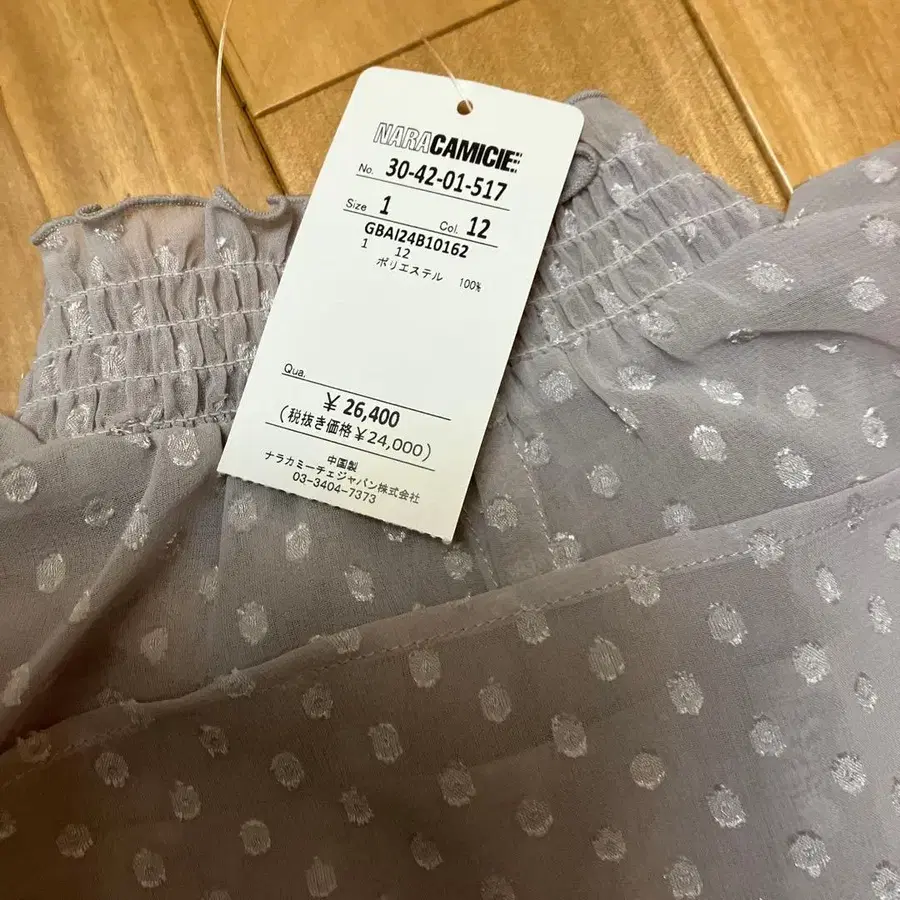 NARACAMICIE
No. 30-42-01-517
Size 1 Col. 12
GBAI24B10162
1 12
ポリエステル 100%
Qua.
¥ 26,400
(税抜き価格¥24,000)
中国製
ナラカミーチェジャパン株式会社
03-3404-7373